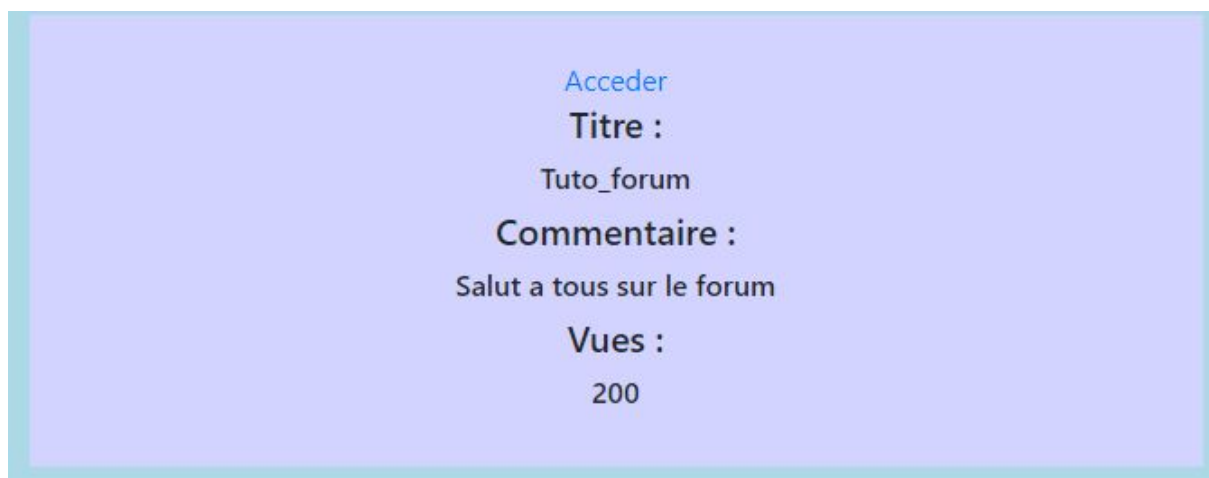 Acceder
Titre :
Tuto_forum
Commentaire :
Salut a tous sur le forum
Vues :
200